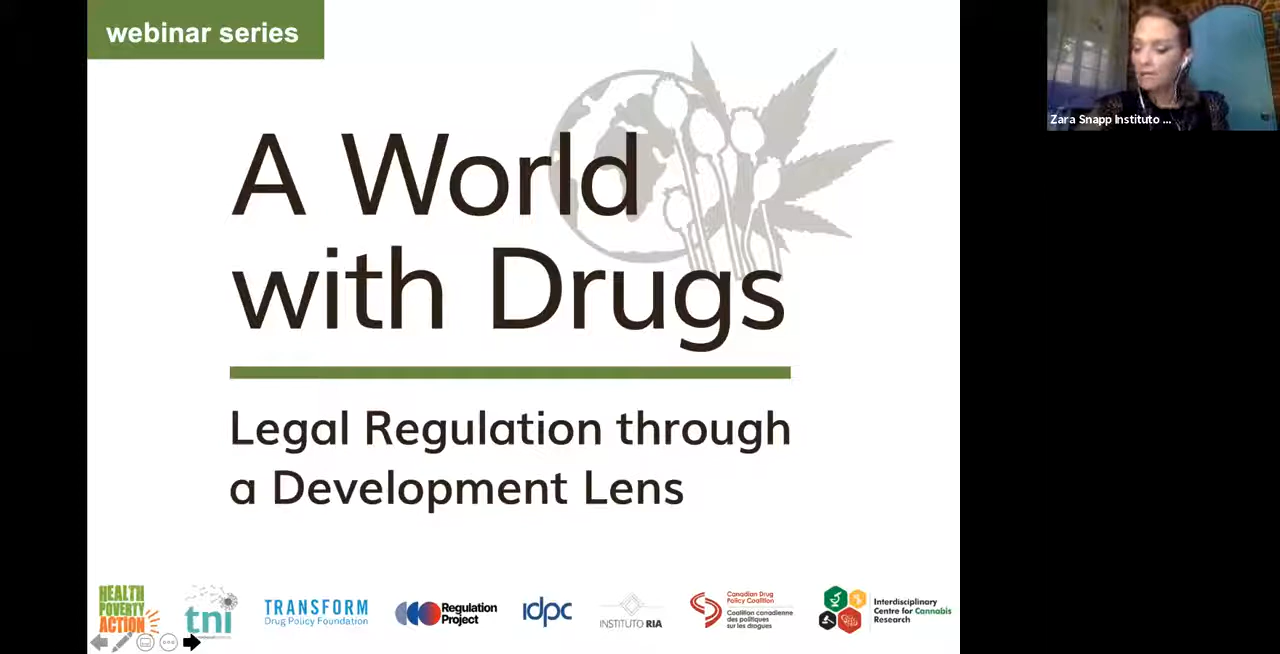 webinar series
Zara Snapp Instituto ...
A World
with Drugs
Legal Regulation through
a Development Lens
HEALTH
POVERTY
ACTION
tni
TRANSFORM
Drug Policy Foundation
Regulation
Project
idpc
INSTITUTO RIA
Canadian Drug
Policy Coalition
Coalition canadienne
des politiques
sur les drogues
Interdisciplinary
Centre for Cannabis
Research